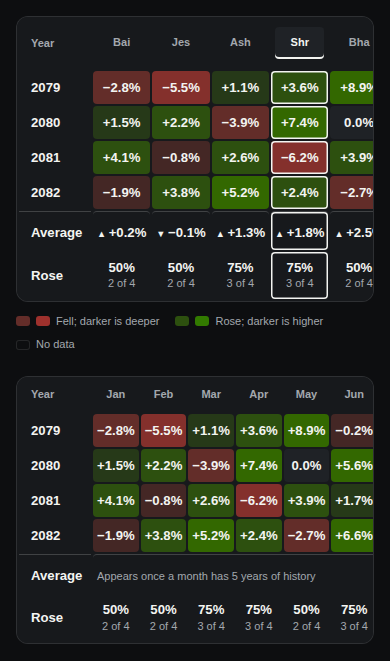 Year Bai Jes Ash Shr Bha
2079 −2.8% −5.5% +1.1% +3.6% +8.9%
2080 +1.5% +2.2% −3.9% +7.4% 0.0%
2081 +4.1% −0.8% +2.6% −6.2% +3.9%
2082 −1.9% +3.8% +5.2% +2.4% −2.7%
Average ▲ +0.2% ▼ −0.1% ▲ +1.3% ▲ +1.8% ▲ +2.5%
Rose 50% 50% 75% 75% 50%
2 of 4 2 of 4 3 of 4 3 of 4 2 of 4
Fell; darker is deeper Rose; darker is higher
No data
Year Jan Feb Mar Apr May Jun
2079 −2.8% −5.5% +1.1% +3.6% +8.9% −0.2%
2080 +1.5% +2.2% −3.9% +7.4% 0.0% +5.6%
2081 +4.1% −0.8% +2.6% −6.2% +3.9% +1.7%
2082 −1.9% +3.8% +5.2% +2.4% −2.7% +6.6%
Average Appears once a month has 5 years of history
Rose 50% 50% 75% 75% 50% 75%
2 of 4 2 of 4 3 of 4 3 of 4 2 of 4 3 of 4